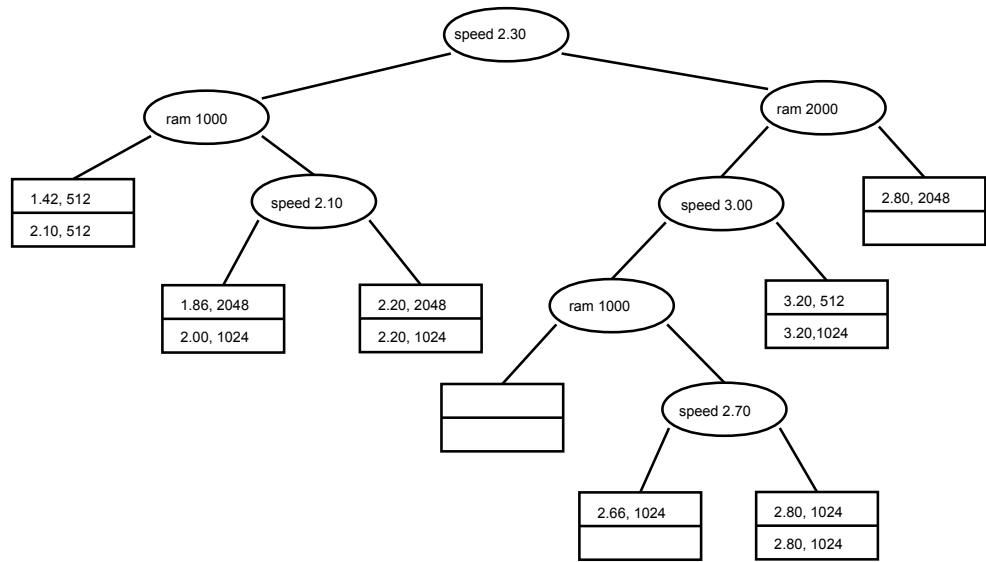 speed 2.30
ram 1000
ram 2000
1.42, 512
2.10, 512
speed 2.10
speed 3.00
2.80, 2048
1.86, 2048
2.00, 1024
2.20, 2048
2.20, 1024
ram 1000
3.20, 512
3.20,1024
speed 2.70
2.66, 1024
2.80, 1024
2.80, 1024